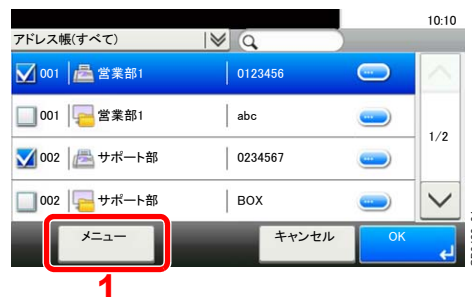 10:10
アドレス帳(すべて)
001 営業部1 0123456
001 営業部1 abc
1/2
002 サポート部 0234567
002 サポート部 BOX
メニュー キャンセル OK
1